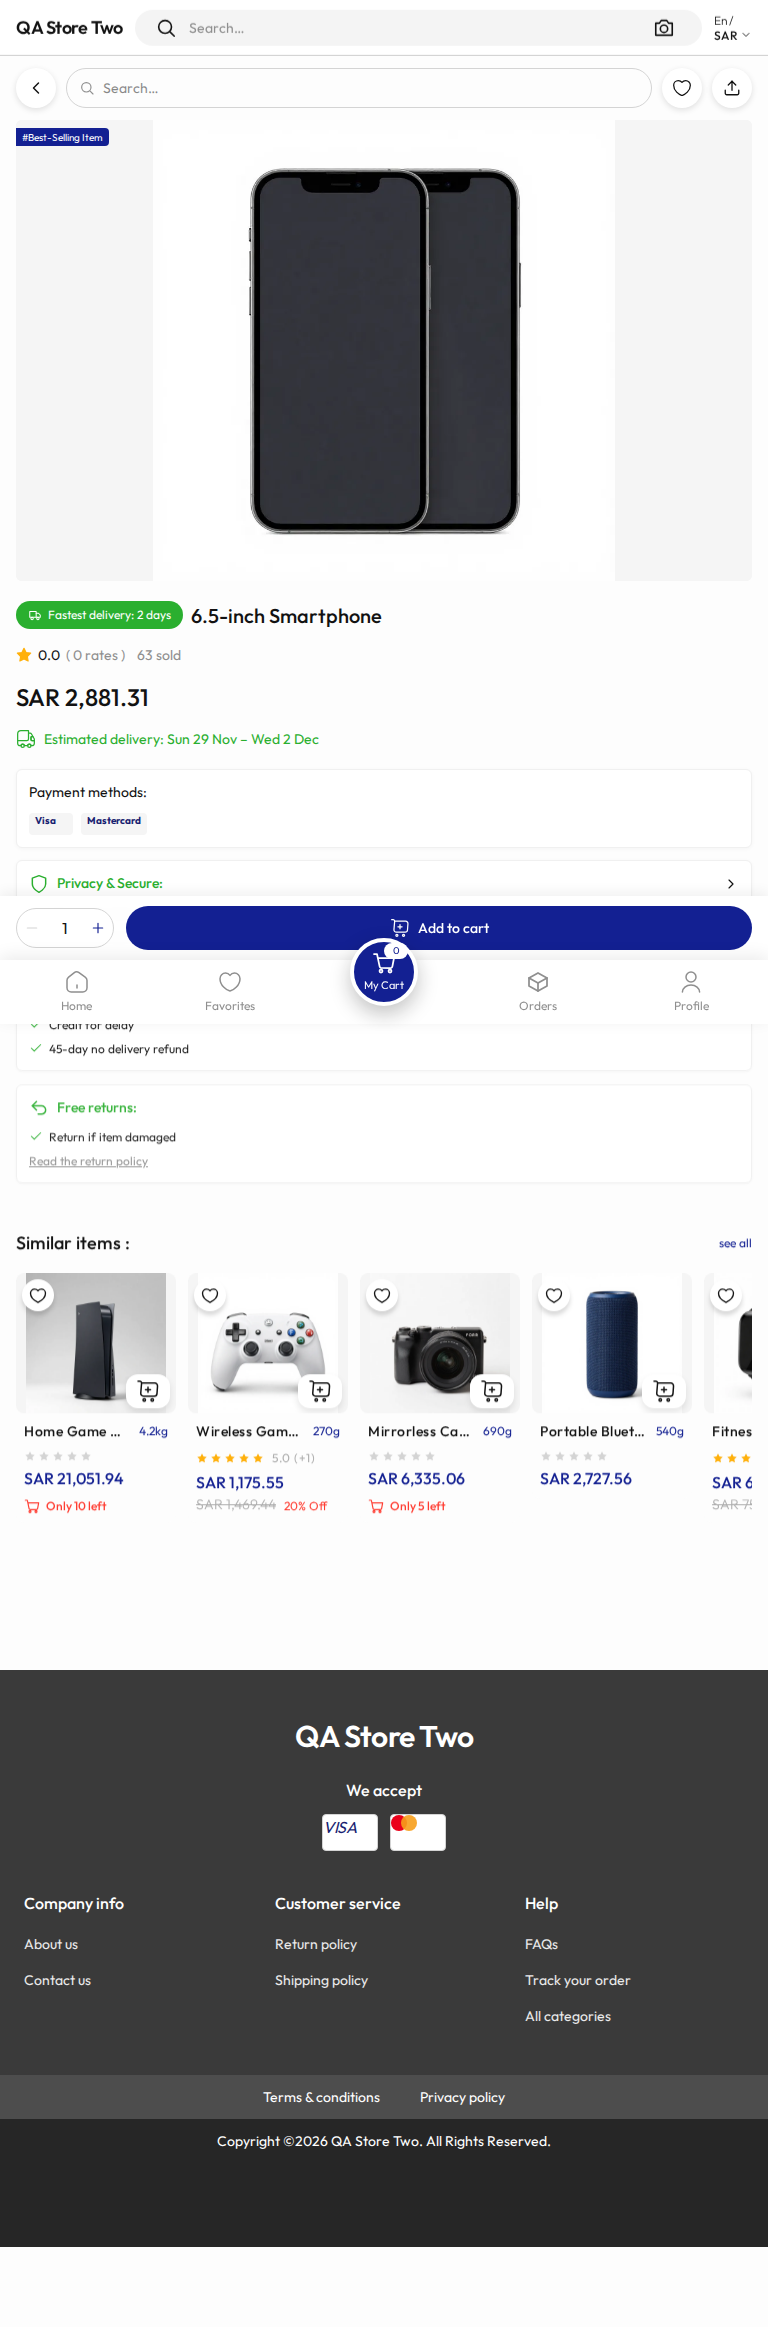 QA Store Two
Search...
En/
SAR
Search...
#Best-Selling Item
Fastest delivery: 2 days
6.5-inch Smartphone
0.0 ( 0 rates ) 63 sold
SAR 2,881.31
Estimated delivery: Sun 29 Nov – Wed 2 Dec
Payment methods:
Visa Mastercard
Privacy & Secure:
1
Add to cart
0
My Cart
Home
Favorites
Orders
Profile
Credit for delay
45-day no delivery refund
Free returns:
Return if item damaged
Read the return policy
Similar items :
see all
Home Game ... 4.2kg
SAR 21,051.94
Only 10 left
Wireless Gam... 270g
5.0 (+1)
SAR 1,175.55
SAR 1,469.44 20% Off
Mirrorless Ca... 690g
SAR 6,335.06
Only 5 left
Portable Bluet... 540g
SAR 2,727.56
Fitnes
SAR 6
SAR 75
QA Store Two
We accept
VISA
Company info
About us
Contact us
Customer service
Return policy
Shipping policy
Help
FAQs
Track your order
All categories
Terms & conditions
Privacy policy
Copyright ©2026 QA Store Two. All Rights Reserved.